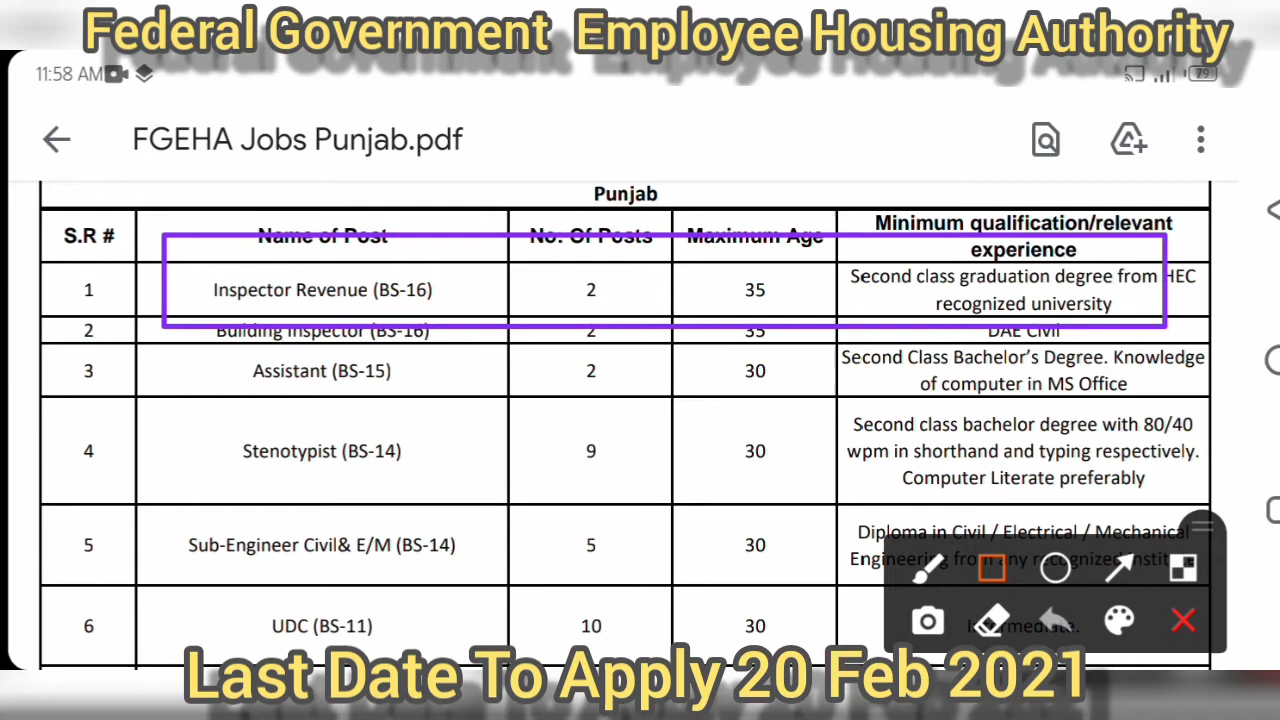 Federal Government Employee Housing Authority
11:58 AM
79
FGEHA Jobs Punjab.pdf
Punjab
S.R #
Name of Post
No. Of Posts
Maximum Age
Minimum qualification/relevant
experience
1
Inspector Revenue (BS-16)
2
35
Second class graduation degree from HEC
recognized university
2
Building Inspector (BS-16)
2
35
DAE Civil
3
Assistant (BS-15)
2
30
Second Class Bachelor's Degree. Knowledge
of computer in MS Office
4
Stenotypist (BS-14)
9
30
Second class bachelor degree with 80/40
wpm in shorthand and typing respectively.
Computer Literate preferably
5
Sub-Engineer Civil& E/M (BS-14)
5
30
Diploma in Civil / Electrical / Mechanical
Engineering from any recognized institute
6
UDC (BS-11)
10
30
Intermediate.
Last Date To Apply 20 Feb 2021